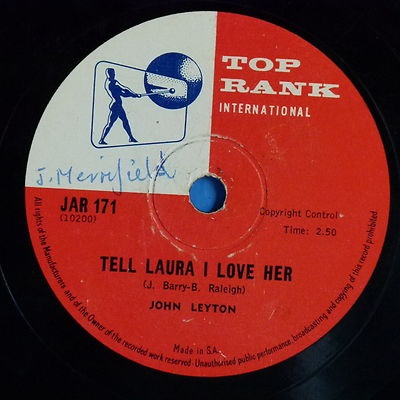 TOP
RANK
INTERNATIONAL
J. Merrifield
JAR 171
(10200)
Copyright Control
Time: 2.50
TELL LAURA I LOVE HER
(J. Barry-B. Raleigh)
JOHN LEYTON
Made in S.A.
All rights of the Manufacturers and of the Owner of the recorded work reserved-Unauthorised public performance, broadcasting and copying of this record prohibited